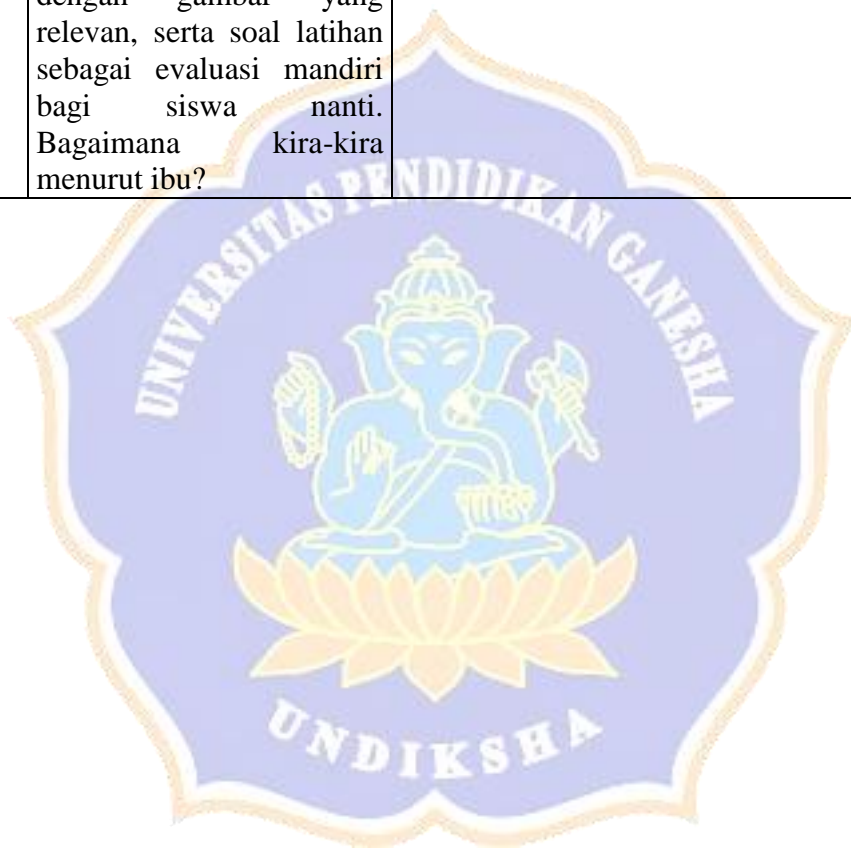 dengan gambar yang
relevan, serta soal latihan
sebagai evaluasi mandiri
bagi siswa nanti.
Bagaimana kira-kira
menurut ibu?
UNIVERSITAS PENDIDIKAN GANESHA
UNDIKSHA